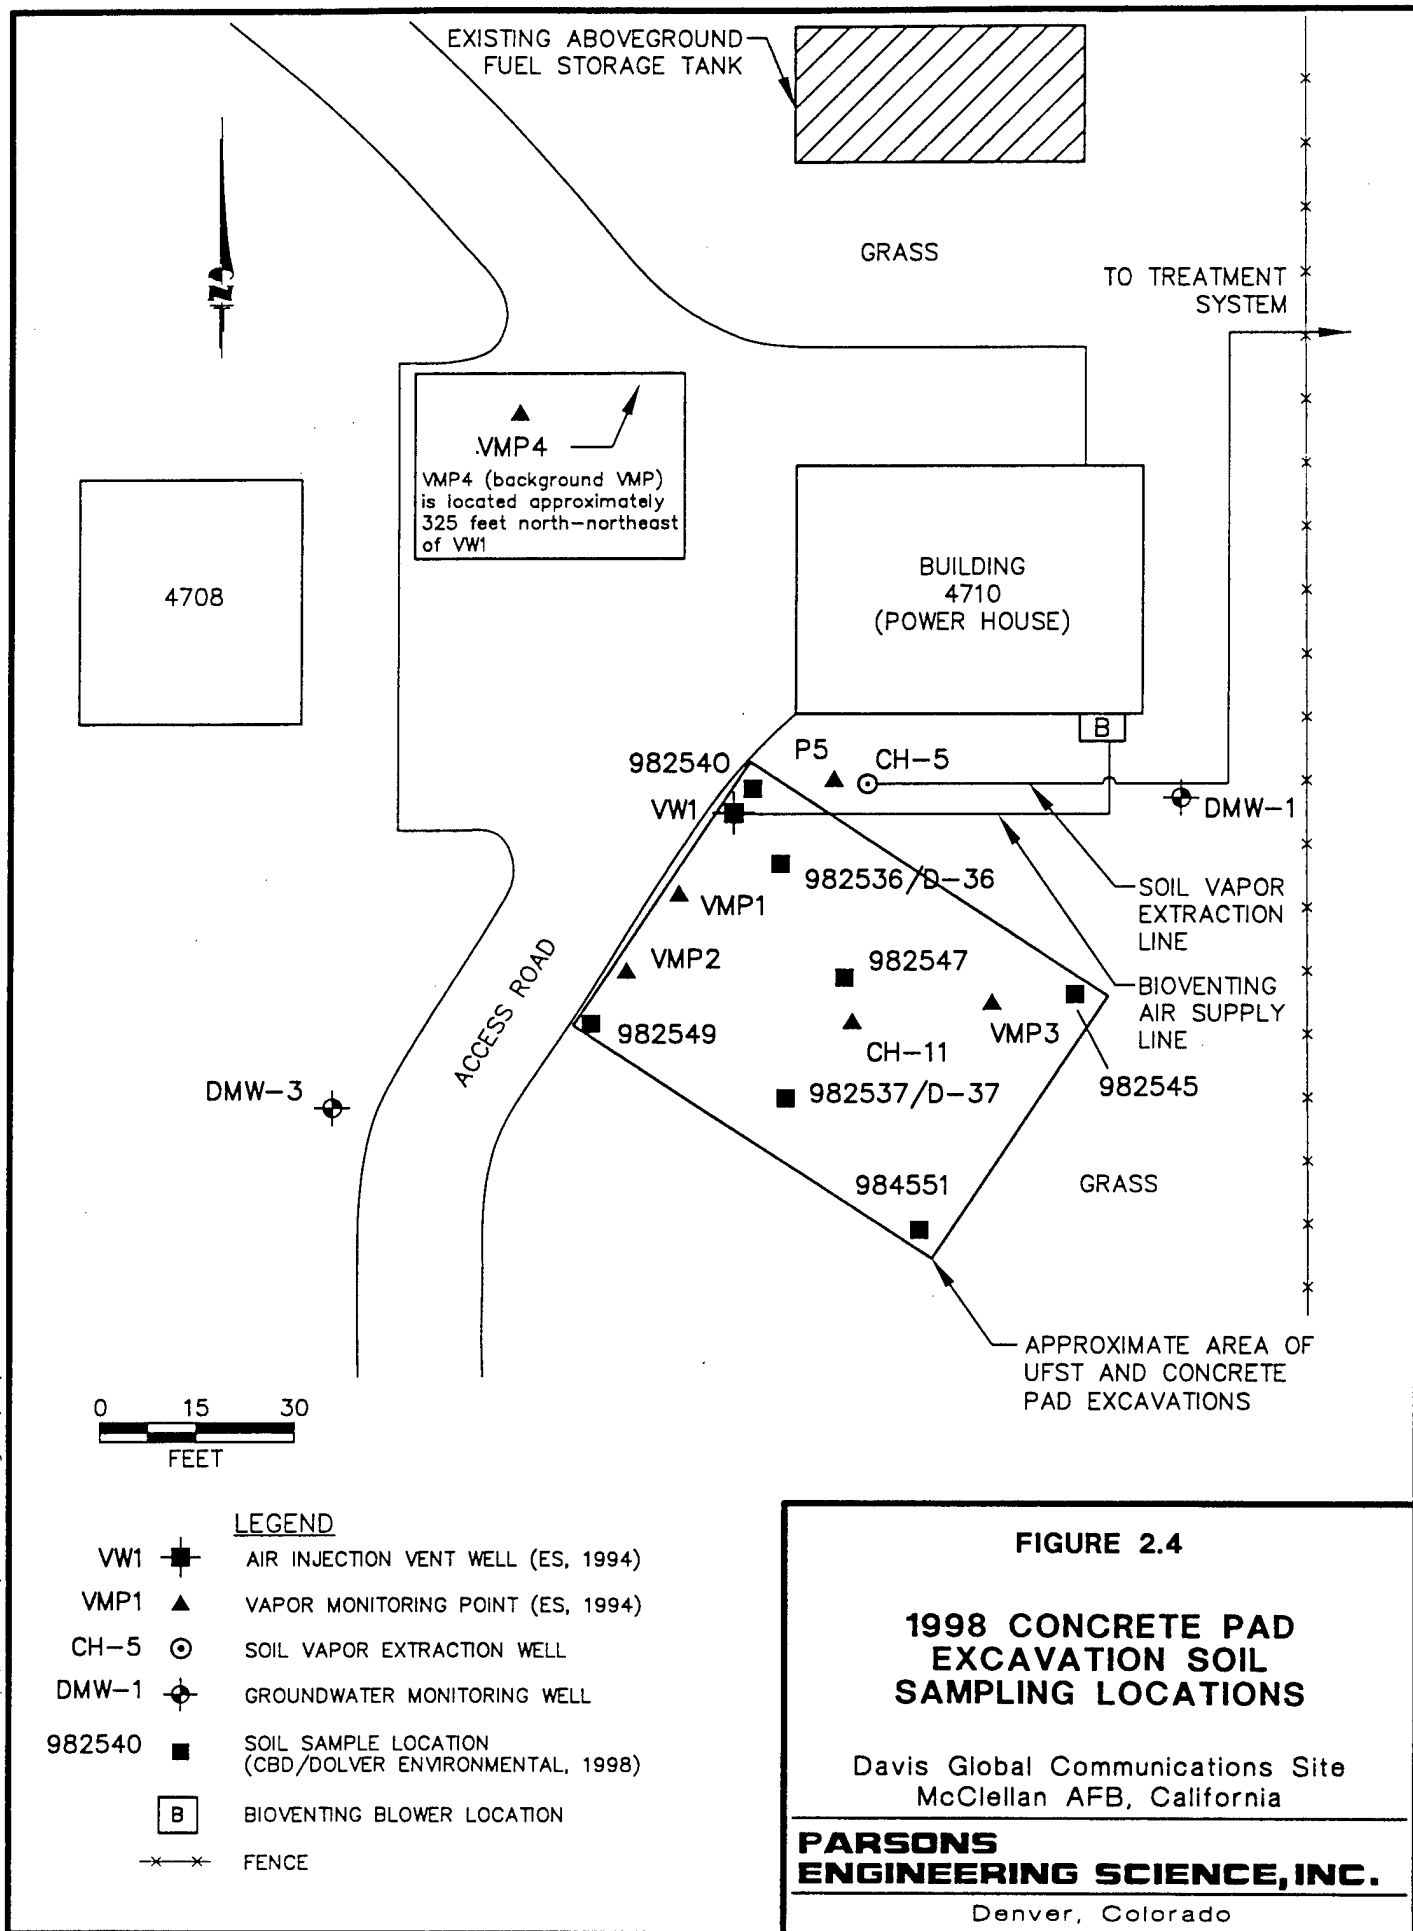 EXISTING ABOVEGROUND
FUEL STORAGE TANK
GRASS
TO TREATMENT
SYSTEM
N
VMP4
VMP4 (background VMP)
is located approximately
325 feet north-northeast
of VW1
4708
BUILDING
4710
(POWER HOUSE)
B
982540
P5
CH-5
VW1
DMW-1
982536/D-36
VMP1
SOIL VAPOR
EXTRACTION
LINE
VMP2
982547
BIOVENTING
AIR SUPPLY
LINE
ACCESS ROAD
982549
VMP3
CH-11
982545
DMW-3
982537/D-37
984551
GRASS
APPROXIMATE AREA OF
UFST AND CONCRETE
PAD EXCAVATIONS
0 15 30
FEET
LEGEND
VW1 AIR INJECTION VENT WELL (ES, 1994)
VMP1 VAPOR MONITORING POINT (ES, 1994)
CH-5 SOIL VAPOR EXTRACTION WELL
DMW-1 GROUNDWATER MONITORING WELL
982540 SOIL SAMPLE LOCATION
(CBD/DOLVER ENVIRONMENTAL, 1998)
B BIOVENTING BLOWER LOCATION
FENCE
FIGURE 2.4
1998 CONCRETE PAD
EXCAVATION SOIL
SAMPLING LOCATIONS
Davis Global Communications Site
McClellan AFB, California
PARSONS
ENGINEERING SCIENCE, INC.
Denver, Colorado